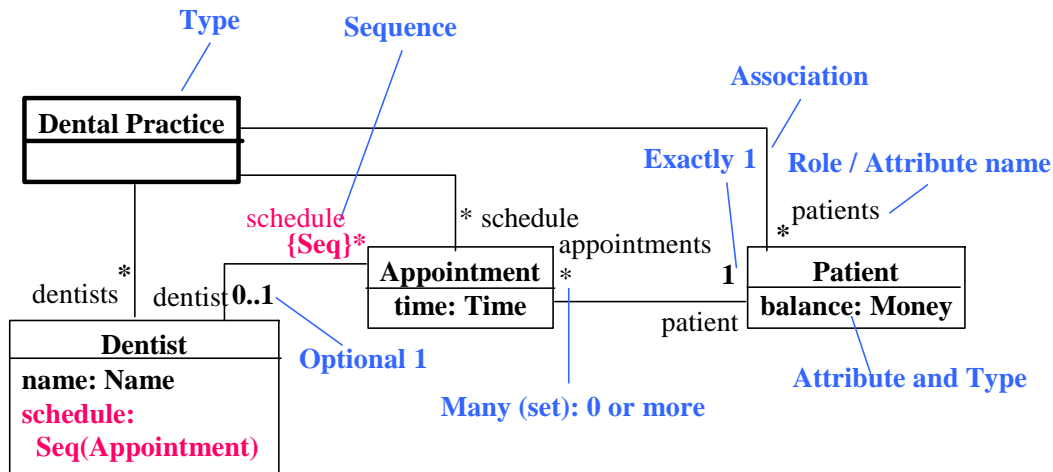 Type
Sequence
Association
Dental Practice
Exactly 1
Role / Attribute name
schedule
{Seq}*
* schedule
patients
*
appointments
*
dentists
*
dentist
0..1
Appointment
time: Time
1
patient
Patient
balance: Money
Dentist
name: Name
schedule:
Seq(Appointment)
Optional 1
Many (set): 0 or more
Attribute and Type